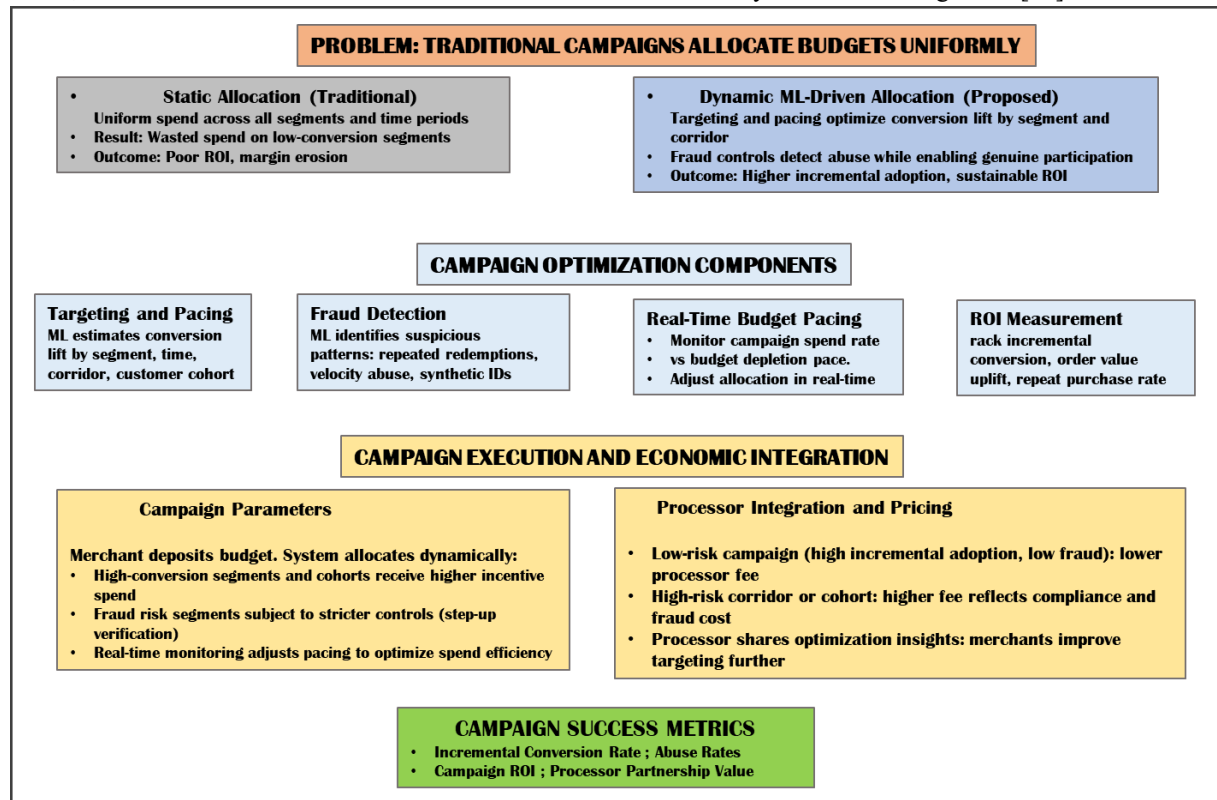 PROBLEM: TRADITIONAL CAMPAIGNS ALLOCATE BUDGETS UNIFORMLY
• Static Allocation (Traditional)
Uniform spend across all segments and time periods
• Result: Wasted spend on low-conversion segments
• Outcome: Poor ROI, margin erosion
• Dynamic ML-Driven Allocation (Proposed)
Targeting and pacing optimize conversion lift by segment and
corridor
• Fraud controls detect abuse while enabling genuine participation
• Outcome: Higher incremental adoption, sustainable ROI
CAMPAIGN OPTIMIZATION COMPONENTS
Targeting and Pacing
ML estimates conversion
lift by segment, time,
corridor, customer cohort
Fraud Detection
ML identifies suspicious
patterns: repeated redemptions,
velocity abuse, synthetic IDs
Real-Time Budget Pacing
• Monitor campaign spend rate
• vs budget depletion pace.
• Adjust allocation in real-time
ROI Measurement
rack incremental
conversion, order value
uplift, repeat purchase rate
CAMPAIGN EXECUTION AND ECONOMIC INTEGRATION
Campaign Parameters
Merchant deposits budget. System allocates dynamically:
• High-conversion segments and cohorts receive higher incentive
spend
• Fraud risk segments subject to stricter controls (step-up
verification)
• Real-time monitoring adjusts pacing to optimize spend efficiency
Processor Integration and Pricing
• Low-risk campaign (high incremental adoption, low fraud): lower
processor fee
• High-risk corridor or cohort: higher fee reflects compliance and
fraud cost
• Processor shares optimization insights: merchants improve
targeting further
CAMPAIGN SUCCESS METRICS
• Incremental Conversion Rate ; Abuse Rates
• Campaign ROI ; Processor Partnership Value